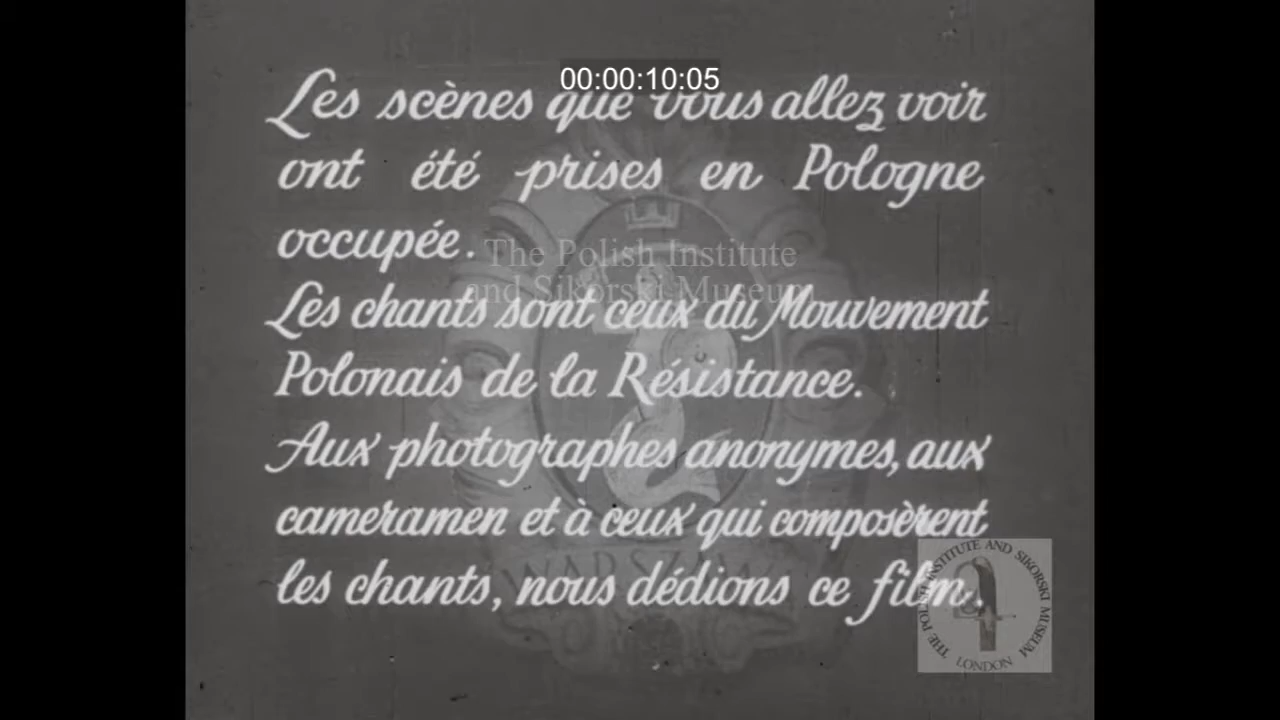 00:00:10:05
Les scènes que vous allez voir
ont été prises en Pologne
occupée.
The Polish Institute
and Sikorski Museum
Les chants sont ceux du Mouvement
Polonais de la Résistance.
Aux photographes anonymes, aux
cameramen et à ceux qui composèrent
les chants, nous dédions ce film.
WARSZAWA
THE POLISH INSTITUTE AND SIKORSKI MUSEUM
LONDON